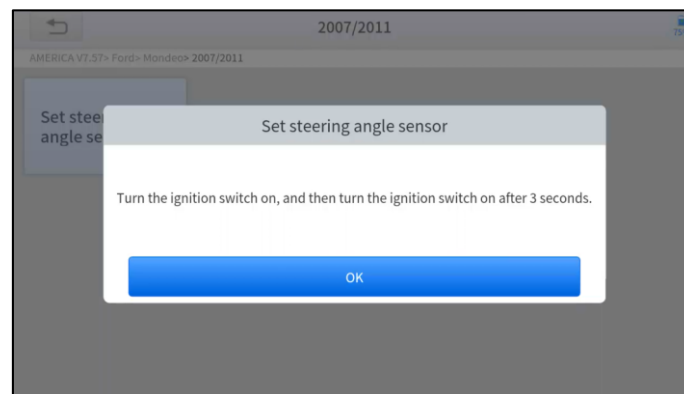 2007/2011
AMERICA V7.57> Ford> Mondeo> 2007/2011
Set stee
angle se
Set steering angle sensor
Turn the ignition switch on, and then turn the ignition switch on after 3 seconds.
OK